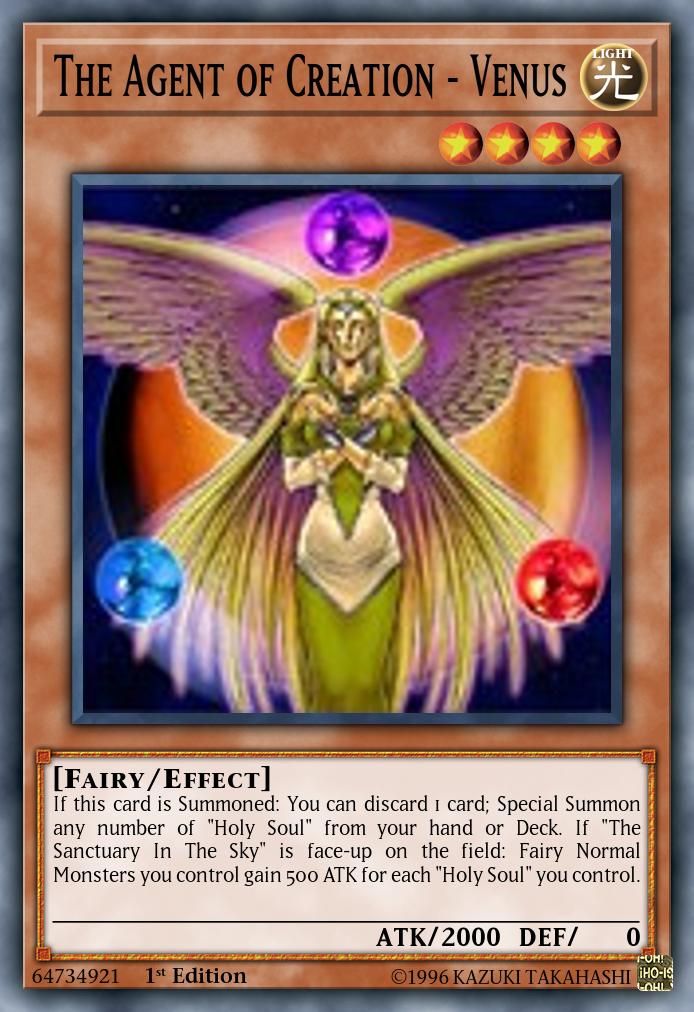 The Agent of Creation - Venus
LIGHT
光
[Fairy/Effect]
If this card is Summoned: You can discard 1 card; Special Summon
any number of "Holy Soul" from your hand or Deck. If "The
Sanctuary In The Sky" is face-up on the field: Fairy Normal
Monsters you control gain 500 ATK for each "Holy Soul" you control.
ATK/2000 DEF/ 0
64734921 1st Edition ©1996 KAZUKI TAKAHASHI